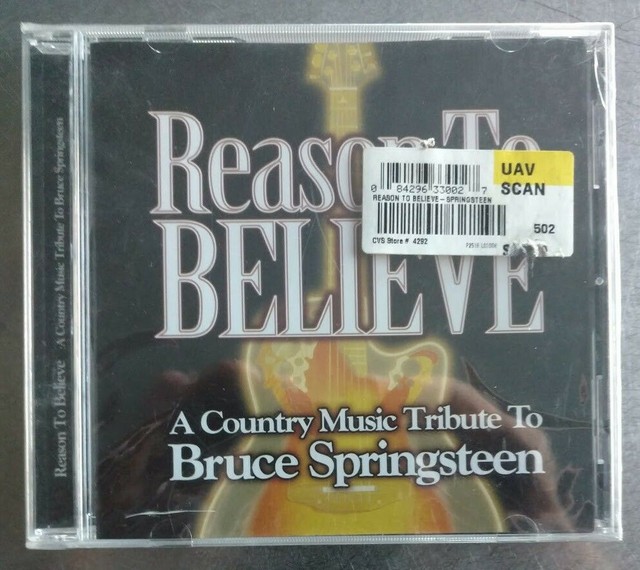 Reason To
BELIEVE
UAV
SCAN
0 84296 33002 7
REASON TO BELIEVE-SPRINGSTEEN
502
CVS Store # 4292
A Country Music Tribute To
Bruce Springsteen
Reason To Believe A Country Music Tribute To Bruce Springsteen